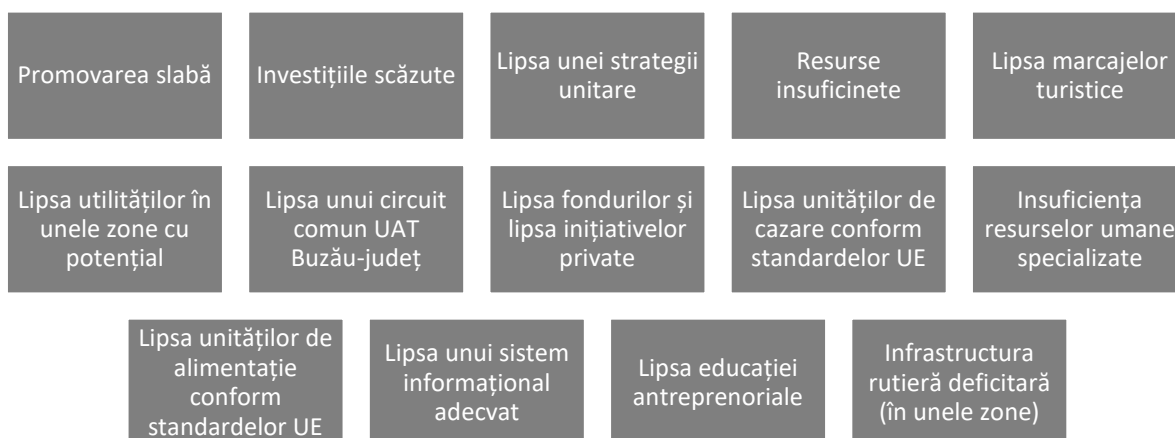 Promovarea slabă
Investițiile scăzute
Lipsa unei strategii
unitare
Resurse
insuficinete
Lipsa marcajelor
turistice
Lipsa utilităților în
unele zone cu
potențial
Lipsa unui circuit
comun UAT
Buzău-județ
Lipsa fondurilor și
lipsa inițiativelor
private
Lipsa unităților de
cazare conform
standardelor UE
Insuficiența
resurselor umane
specializate
Lipsa unităților de
alimentație
conform
standardelor UE
Lipsa unui sistem
informațional
adecvat
Lipsa educației
antreprenoriale
Infrastructura
rutieră deficitară
(în unele zone)